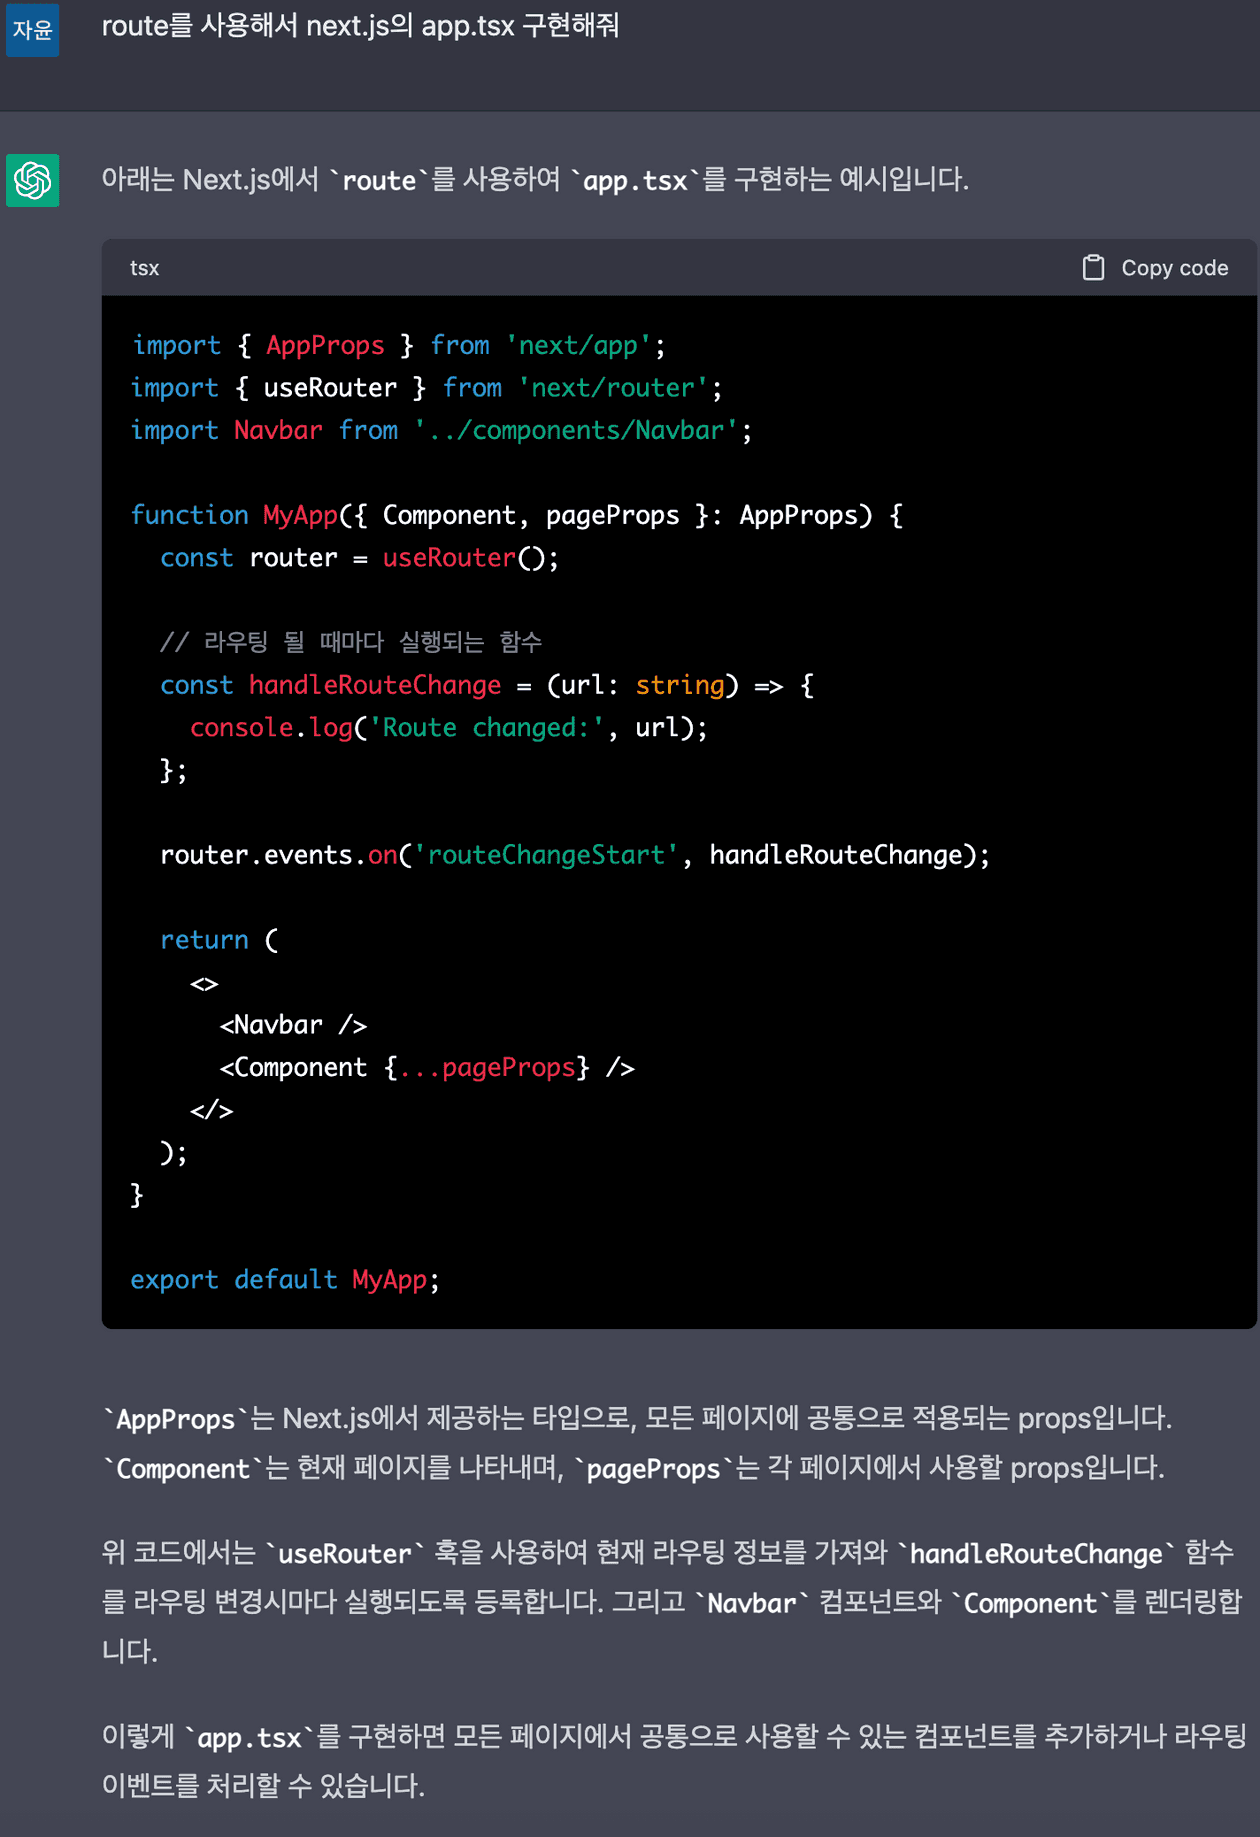 자윤
route를 사용해서 next.js의 app.tsx 구현해줘
아래는 Next.js에서 `route`를 사용하여 `app.tsx`를 구현하는 예시입니다.
tsx
Copy code
import { AppProps } from 'next/app';
import { useRouter } from 'next/router';
import Navbar from '../components/Navbar';
function MyApp({ Component, pageProps }: AppProps) {
  const router = useRouter();
  // 라우팅 될 때마다 실행되는 함수
  const handleRouteChange = (url: string) => {
    console.log('Route changed:', url);
  };
  router.events.on('routeChangeStart', handleRouteChange);
  return (
    <>
      <Navbar />
      <Component {...pageProps} />
    </>
  );
}
export default MyApp;
`AppProps`는 Next.js에서 제공하는 타입으로, 모든 페이지에 공통으로 적용되는 props입니다.
`Component`는 현재 페이지를 나타내며, `pageProps`는 각 페이지에서 사용할 props입니다.
위 코드에서는 `useRouter` 훅을 사용하여 현재 라우팅 정보를 가져와 `handleRouteChange` 함수
를 라우팅 변경시마다 실행되도록 등록합니다. 그리고 `Navbar` 컴포넌트와 `Component`를 렌더링합
니다.
이렇게 `app.tsx`를 구현하면 모든 페이지에서 공통으로 사용할 수 있는 컴포넌트를 추가하거나 라우팅
이벤트를 처리할 수 있습니다.